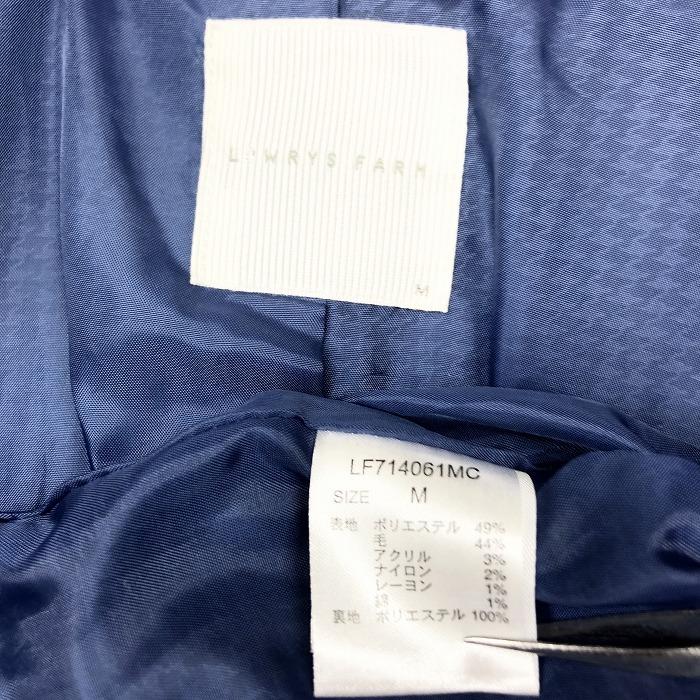 L'WRYS FARM
M
LF714061MC
SIZE M
表地 ポリエステル 49%
毛 44%
アクリル 3%
ナイロン 2%
レーヨン 1%
綿 1%
裏地 ポリエステル 100%